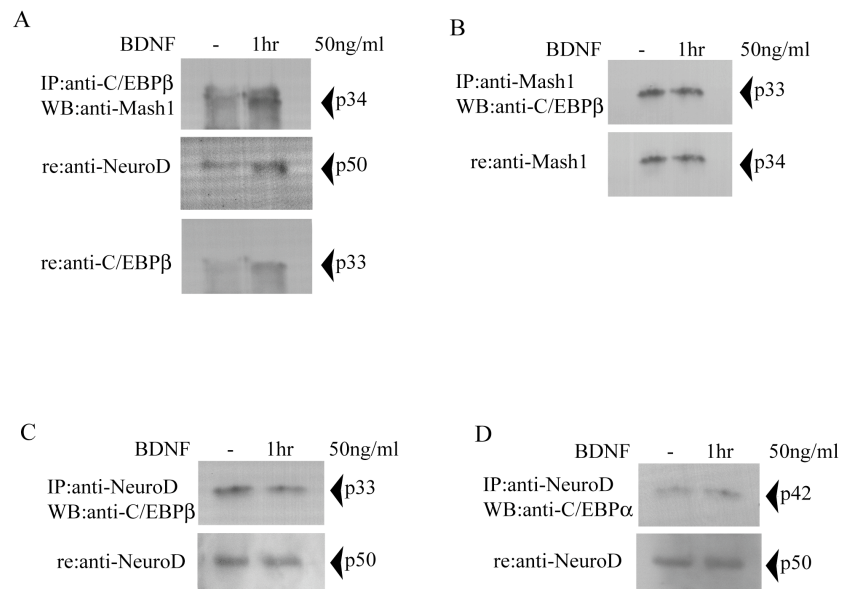 A
BDNF - 1hr 50ng/ml
IP:anti-C/EBPβ
WB:anti-Mash1
p34
re:anti-NeuroD
p50
re:anti-C/EBPβ
p33
B
BDNF - 1hr 50ng/ml
IP:anti-Mash1
WB:anti-C/EBPβ
p33
re:anti-Mash1
p34
C
BDNF - 1hr 50ng/ml
IP:anti-NeuroD
WB:anti-C/EBPβ
p33
re:anti-NeuroD
p50
D
BDNF - 1hr 50ng/ml
IP:anti-NeuroD
WB:anti-C/EBPα
p42
re:anti-NeuroD
p50